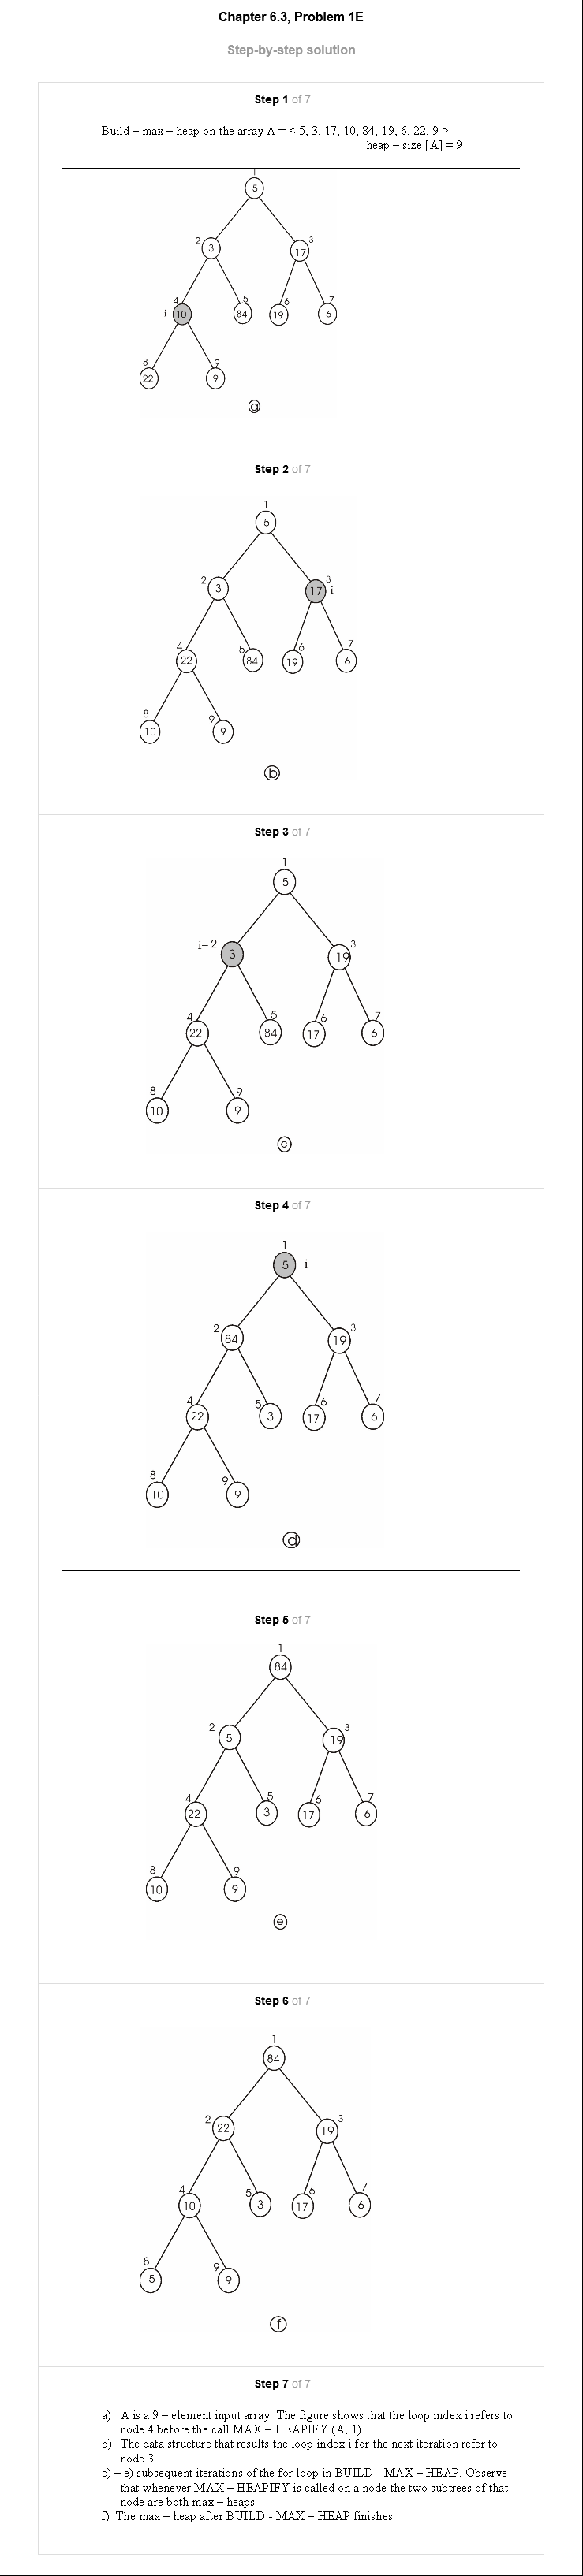 Chapter 6.3, Problem 1E
Step-by-step solution
Step 1 of 7
Build – max – heap on the array A = < 5, 3, 17, 10, 84, 19, 6, 22, 9 >
heap – size [A] = 9
1
5
2 3
3 17
i 4 10
5 84
6 19
7 6
8 22
9 9
a
Step 2 of 7
1
5
2 3
3 17 i
4 22
5 84
6 19
7 6
8 10
9 9
b
Step 3 of 7
1
5
i= 2 3
3 19
4 22
5 84
6 17
7 6
8 10
9 9
c
Step 4 of 7
1
5 i
2 84
3 19
4 22
5 3
6 17
7 6
8 10
9 9
d
Step 5 of 7
1
84
2 5
3 19
4 22
5 3
6 17
7 6
8 10
9 9
e
Step 6 of 7
1
84
2 22
3 19
4 10
5 3
6 17
7 6
8 5
9 9
f
Step 7 of 7
a) A is a 9 – element input array. The figure shows that the loop index i refers to
node 4 before the call MAX – HEAPIFY (A, 1)
b) The data structure that results the loop index i for the next iteration refer to
node 3.
c) – e) subsequent iterations of the for loop in BUILD - MAX – HEAP. Observe
that whenever MAX – HEAPIFY is called on a node the two subtrees of that
node are both max – heaps.
f) The max – heap after BUILD - MAX – HEAP finishes.